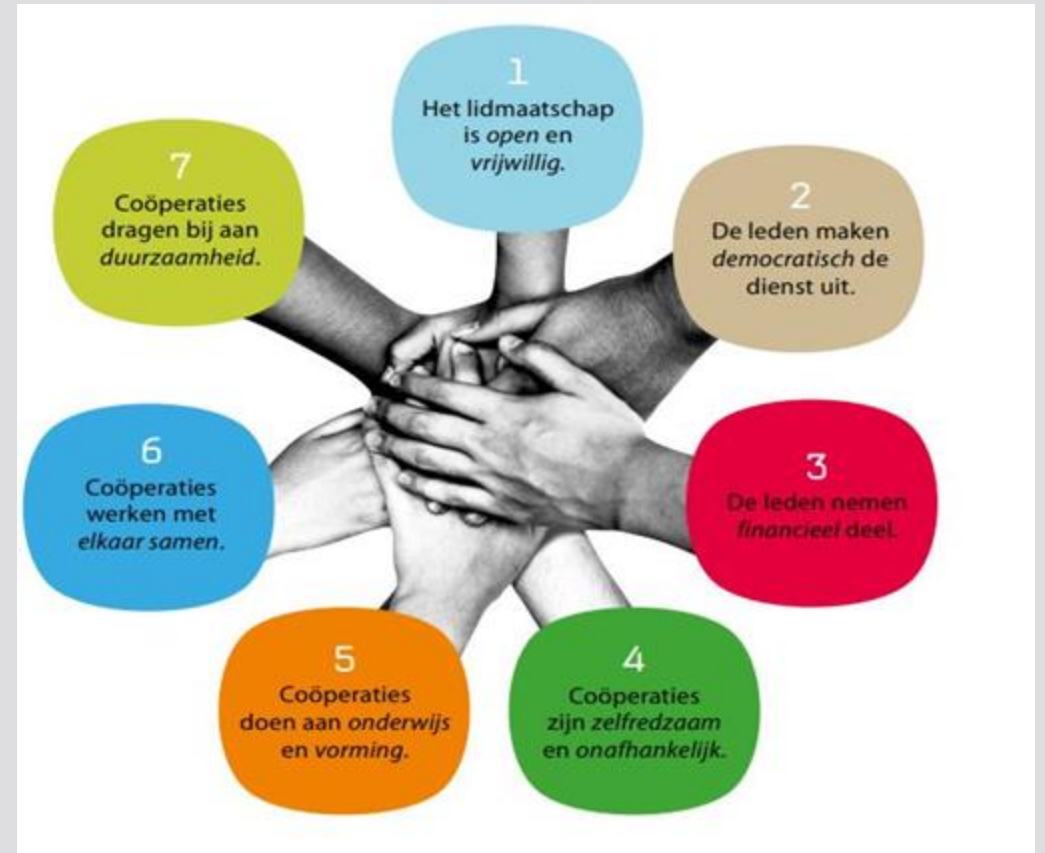 1
Het lidmaatschap
is open en
vrijwillig.
2
De leden maken
democratisch de
dienst uit.
3
De leden nemen
financieel deel.
4
Coöperaties
zijn zelfredzaam
en onafhankelijk.
5
Coöperaties
doen aan onderwijs
en vorming.
6
Coöperaties
werken met
elkaar samen.
7
Coöperaties
dragen bij aan
duurzaamheid.